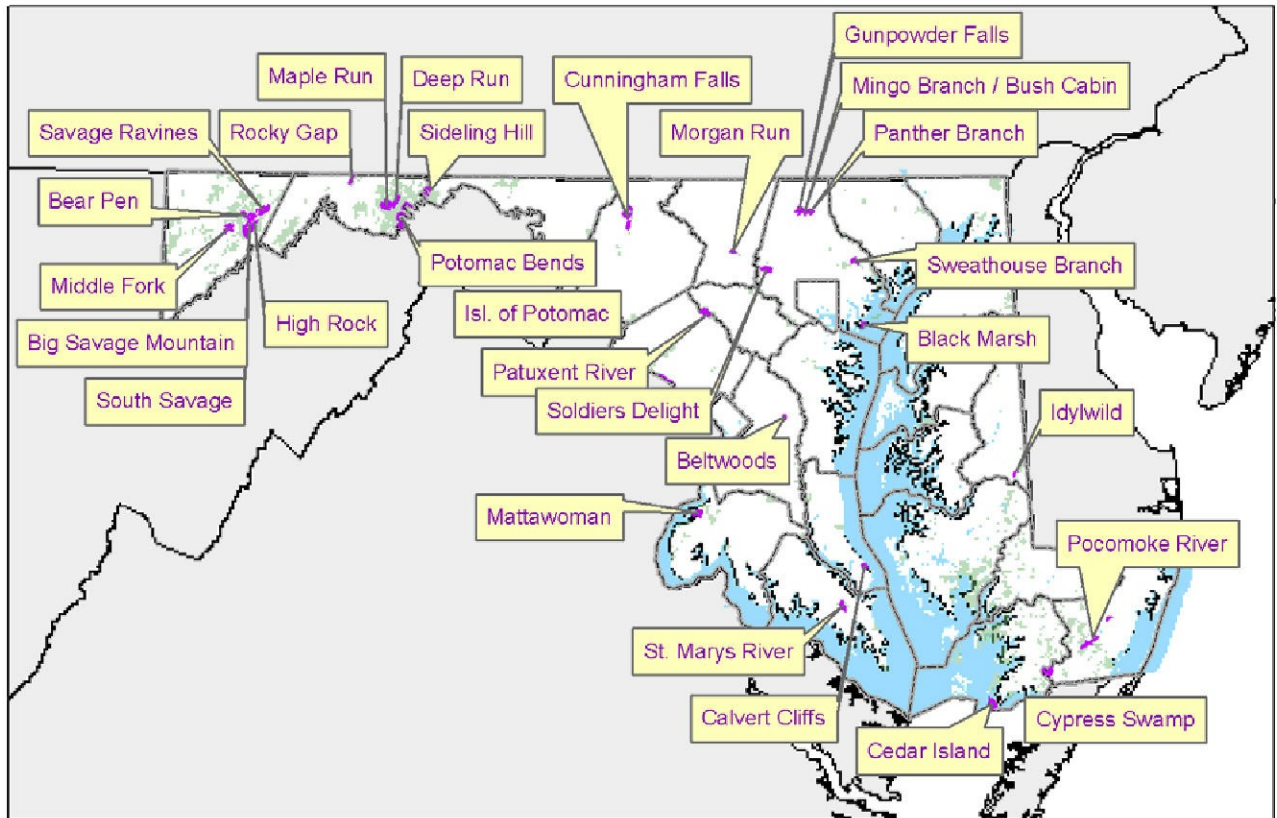 Gunpowder Falls
Maple Run
Deep Run
Cunningham Falls
Mingo Branch / Bush Cabin
Savage Ravines
Rocky Gap
Sideling Hill
Morgan Run
Panther Branch
Bear Pen
Middle Fork
Potomac Bends
Sweathouse Branch
Isl. of Potomac
High Rock
Big Savage Mountain
Black Marsh
Patuxent River
South Savage
Soldiers Delight
Idylwild
Beltwoods
Mattawoman
Pocomoke River
St. Marys River
Calvert Cliffs
Cypress Swamp
Cedar Island